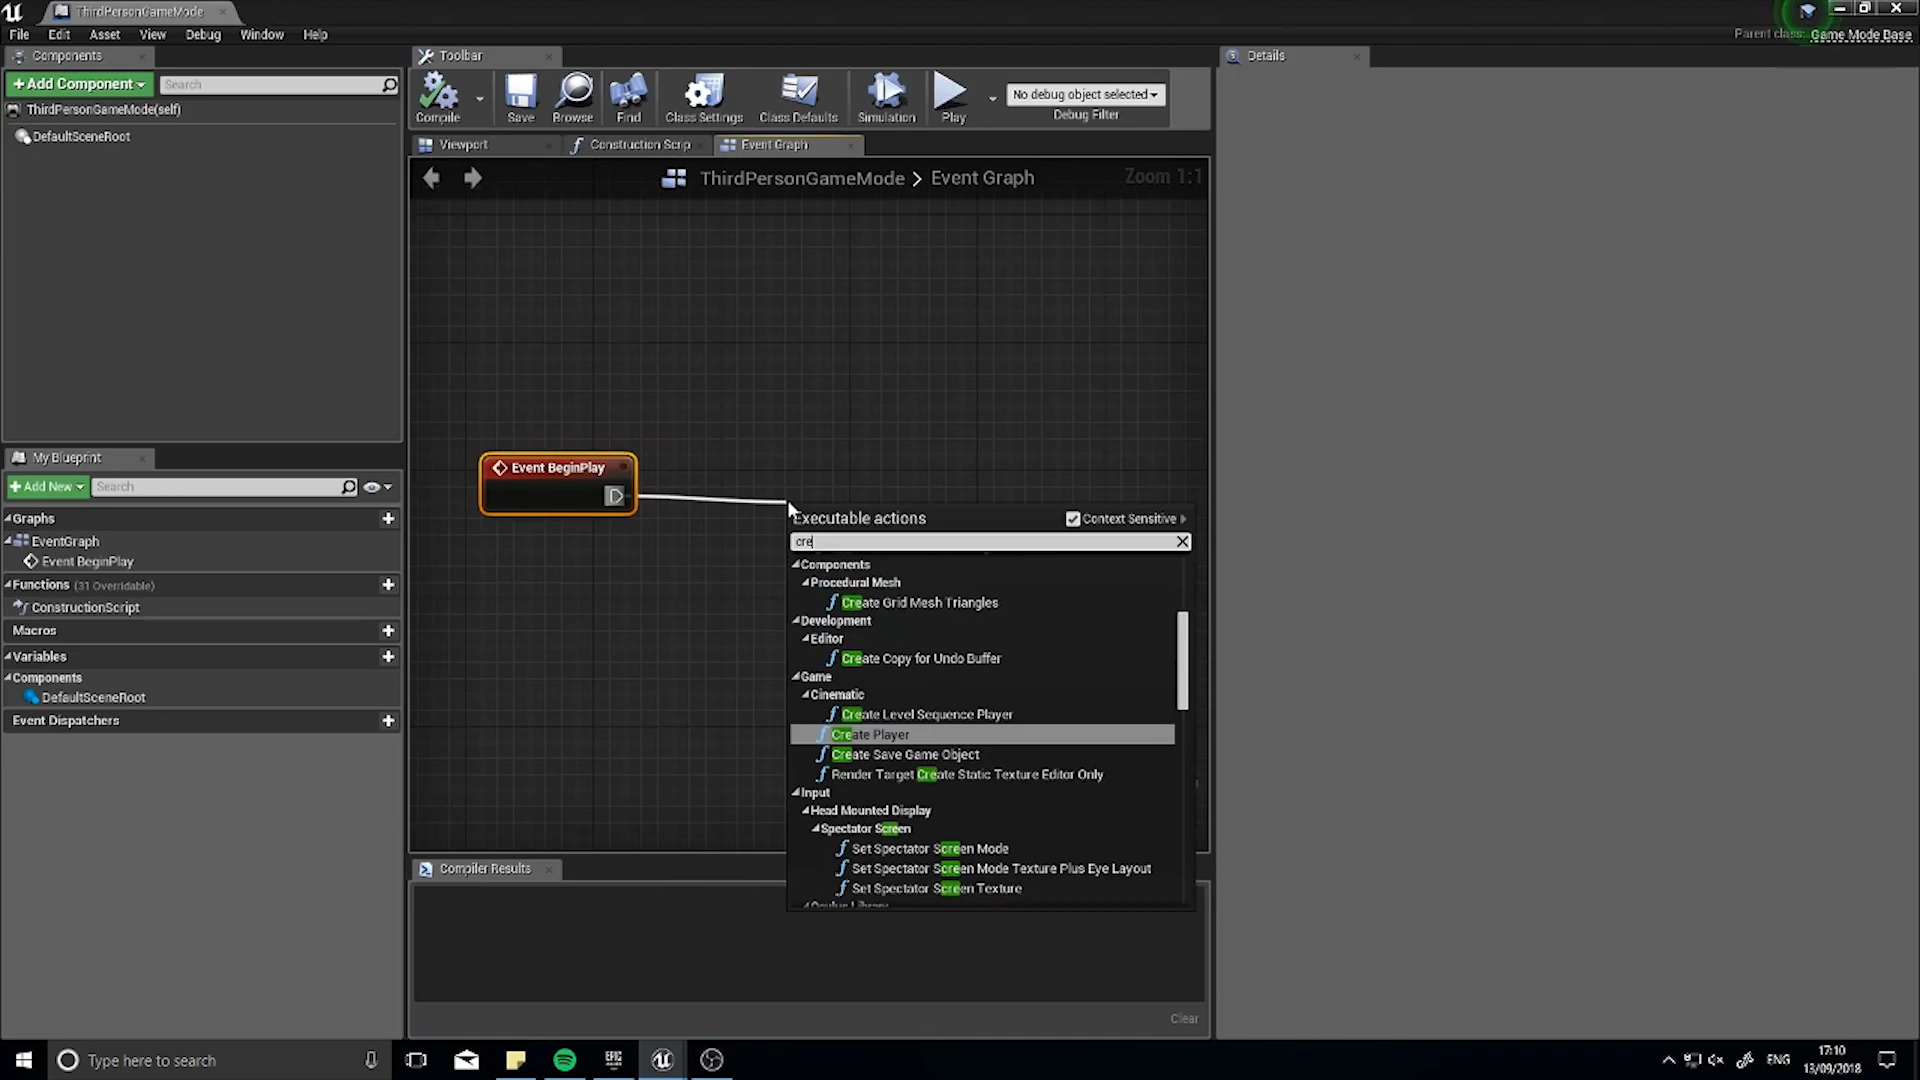 ThirdPersonGameMode
File Edit Asset View Debug Window Help
Parent class: Game Mode Base
Components
+Add Component
Search
ThirdPersonGameMode(self)
DefaultSceneRoot
Toolbar
Compile
Save
Browse
Find
Class Settings
Class Defaults
Simulation
Play
No debug object selected
Debug Filter
Details
Viewport
Construction Scrip
Event Graph
ThirdPersonGameMode > Event Graph
Zoom 1:1
Event BeginPlay
Executable actions
Context Sensitive
cre
Components
Procedural Mesh
Create Grid Mesh Triangles
Development
Editor
Create Copy for Undo Buffer
Game
Cinematic
Create Level Sequence Player
Create Player
Create Save Game Object
Render Target Create Static Texture Editor Only
Input
Head Mounted Display
Spectator Screen
Set Spectator Screen Mode
Set Spectator Screen Mode Texture Plus Eye Layout
Set Spectator Screen Texture
Oculus Library
My Blueprint
+Add New
Search
Graphs
EventGraph
Event BeginPlay
Functions (31 Overridable)
ConstructionScript
Macros
Variables
Components
DefaultSceneRoot
Event Dispatchers
Compiler Results
Clear
Type here to search
EPIC
ENG
17:10
13/09/2018